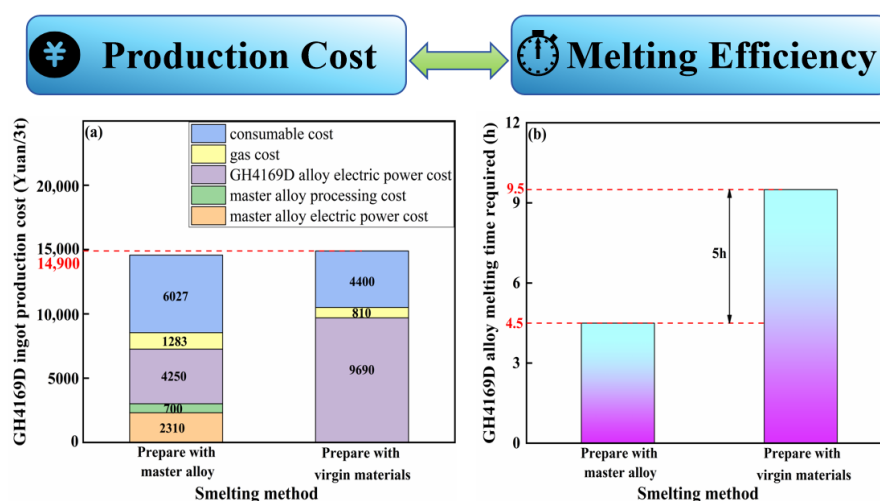 ¥ Production Cost
Melting Efficiency
(a)
GH4169D ingot production cost (Yuan/3t)
consumable cost
gas cost
GH4169D alloy electric power cost
master alloy processing cost
master alloy electric power cost
20,000
15,000
14,900
10,000
5000
0
6027
1283
4250
700
2310
4400
810
9690
Prepare with
master alloy
Prepare with
virgin materials
Smelting method
(b)
GH4169D alloy melting time required (h)
12
9.5
9
6
4.5
3
0
5h
Prepare with
master alloy
Prepare with
virgin materials
Smelting method